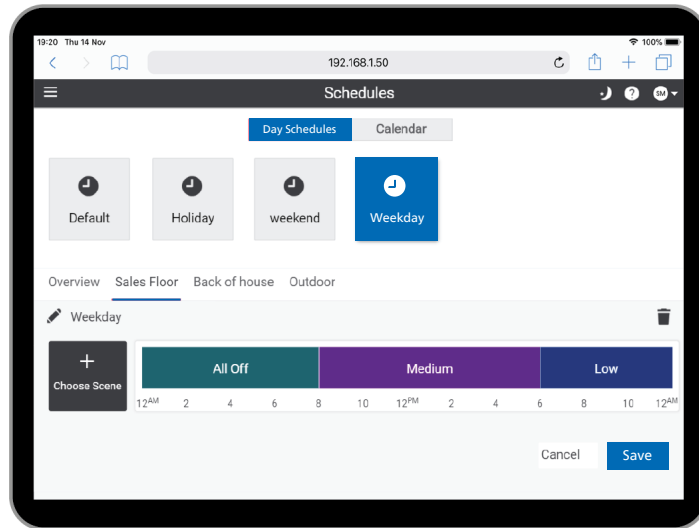 19:20 Thu 14 Nov
100%
192.168.1.50
Schedules
?
SM
Day Schedules Calendar
Default Holiday weekend Weekday
Overview Sales Floor Back of house Outdoor
Weekday
+
Choose Scene
All Off Medium Low
12AM 2 4 6 8 10 12PM 2 4 6 8 10 12AM
Cancel Save